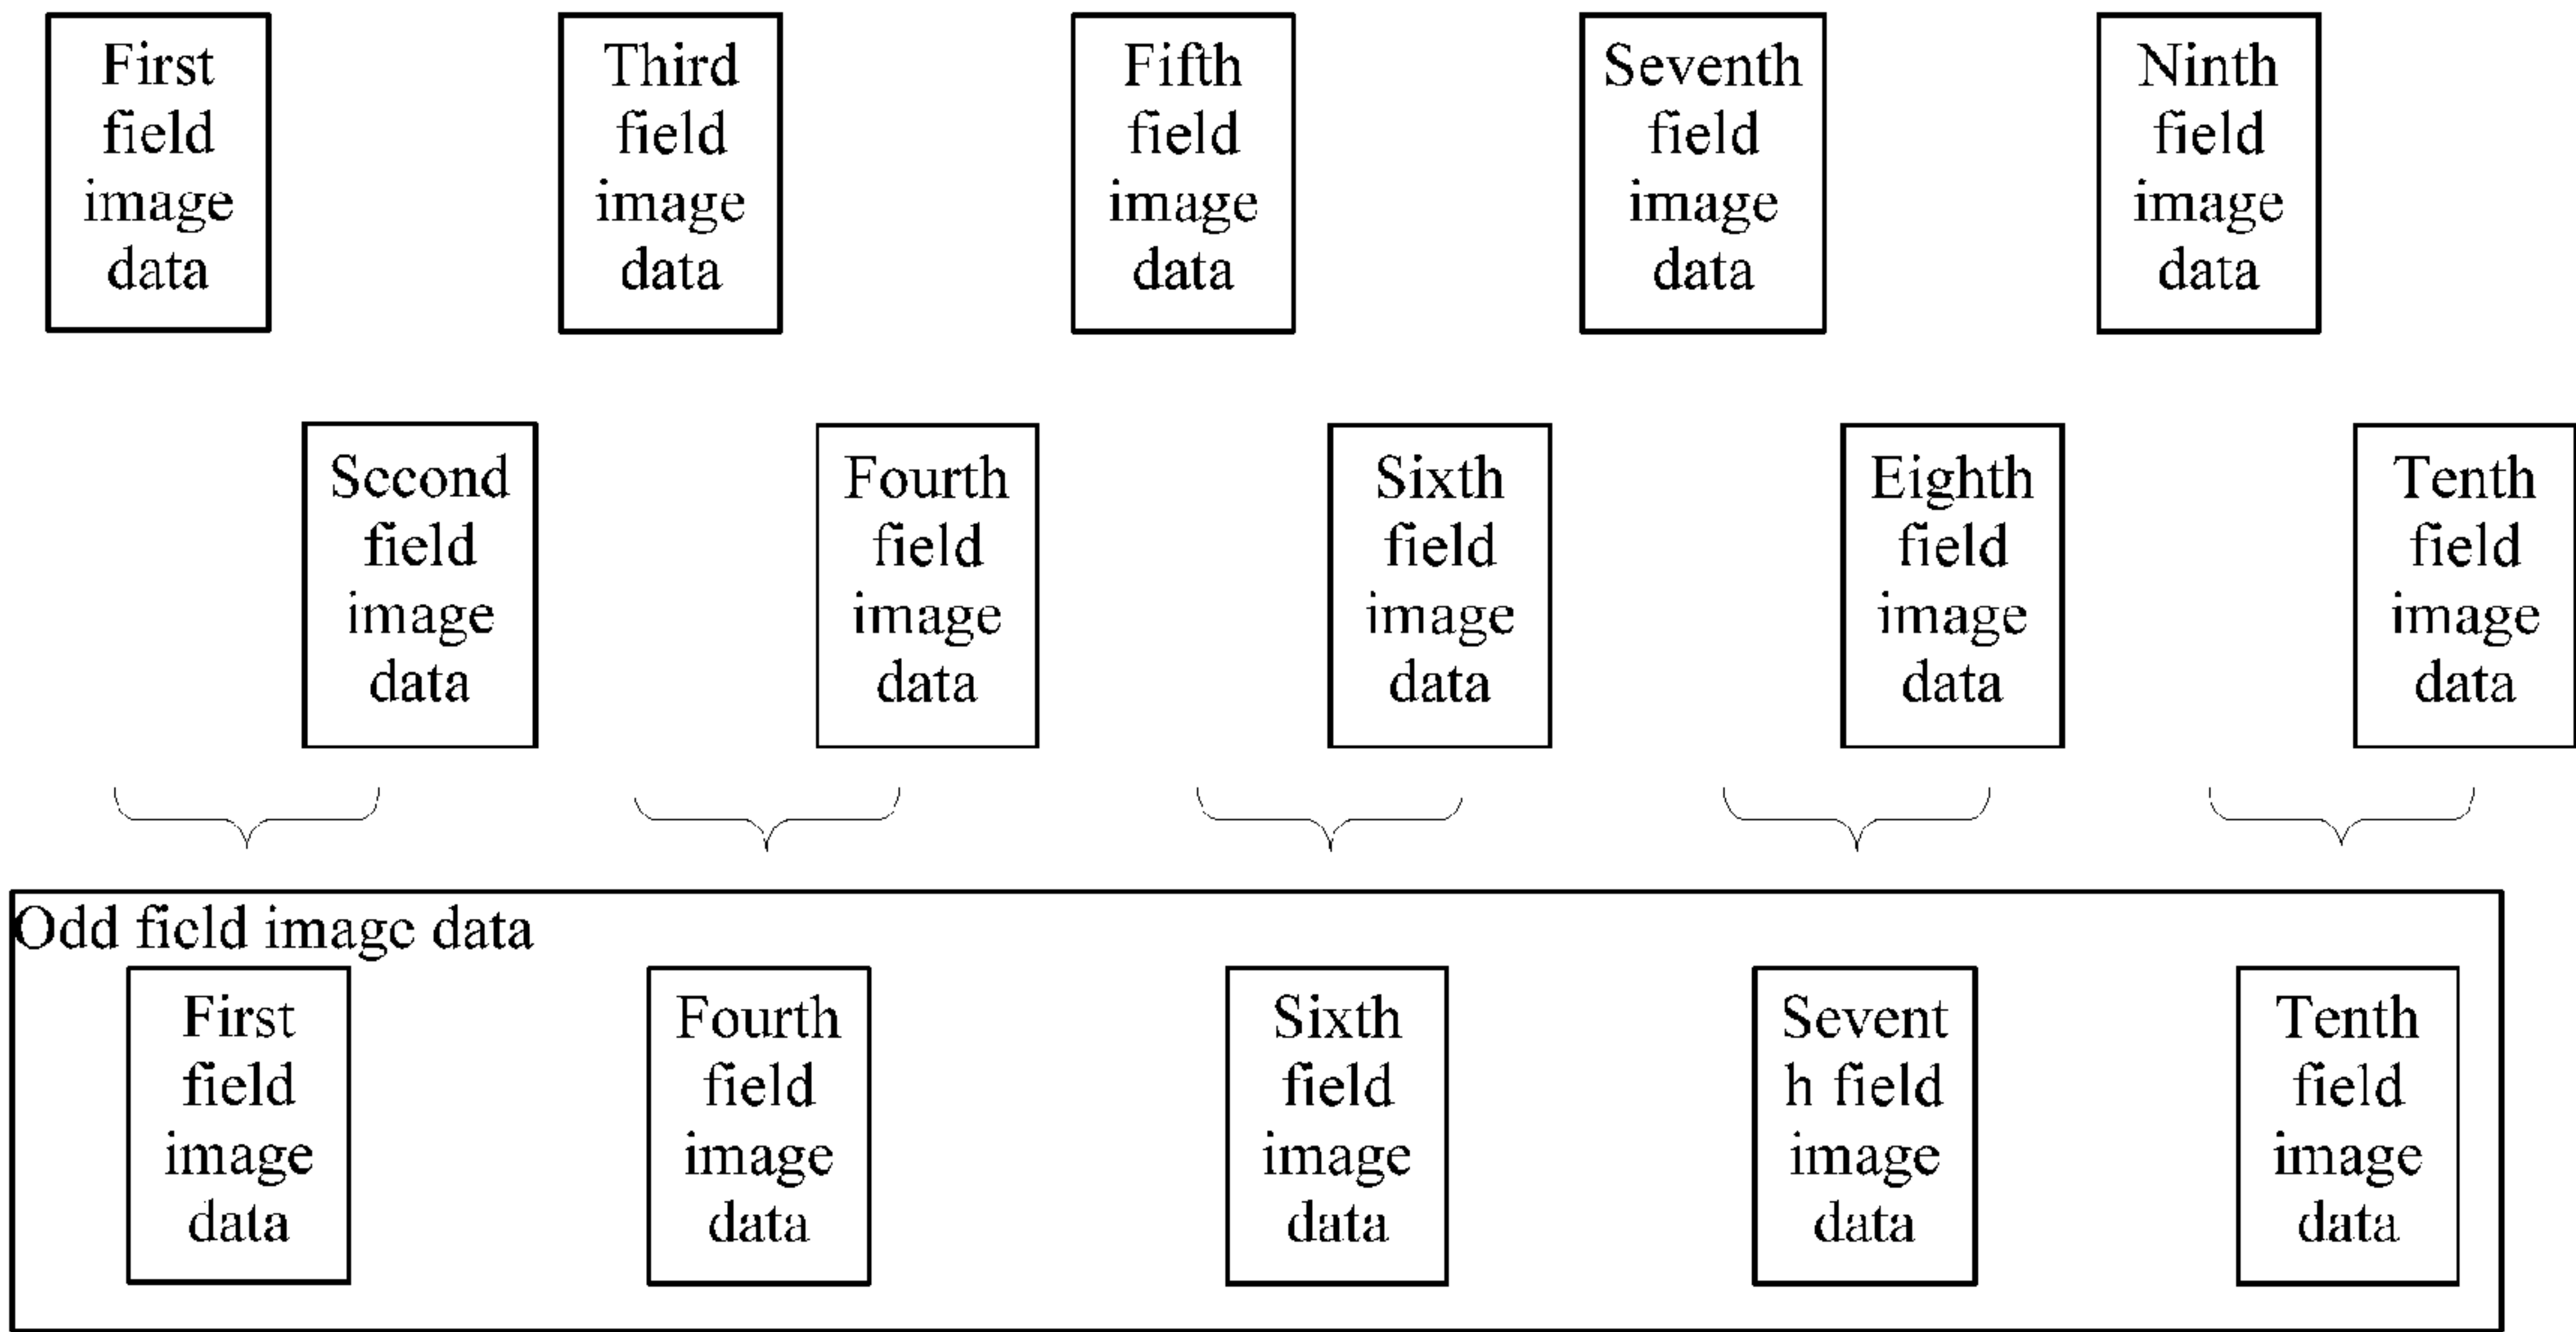 First
field
image
data
Third
field
image
data
Fifth
field
image
data
Seventh
field
image
data
Ninth
field
image
data
Second
field
image
data
Fourth
field
image
data
Sixth
field
image
data
Eighth
field
image
data
Tenth
field
image
data
Odd field image data
First
field
image
data
Fourth
field
image
data
Sixth
field
image
data
Sevent
h field
image
data
Tenth
field
image
data